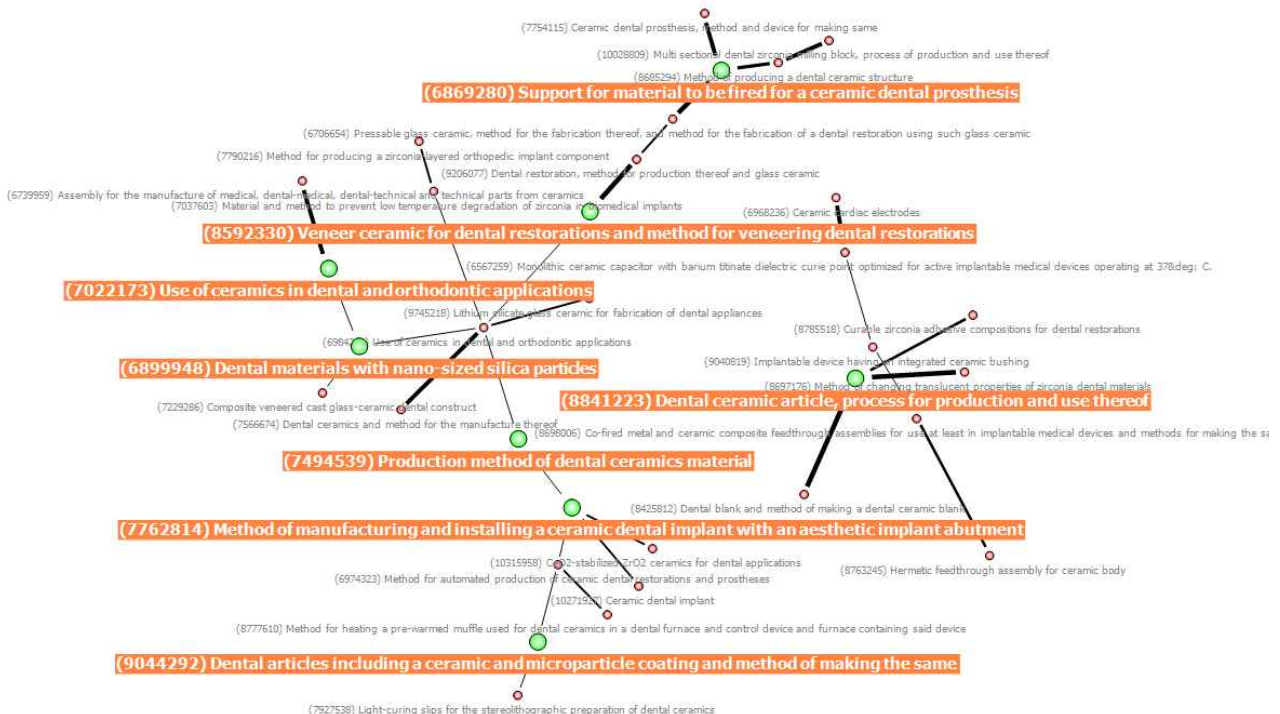 (7754115) Ceramic dental prosthesis, method and device for making same
(10028809) Multi sectional dental zirconia milling block, process of production and use thereof
(8685294) Method of producing a dental ceramic structure
(6869280) Support for material to be fired for a ceramic dental prosthesis
(6706654) Pressable glass ceramic, method for the fabrication thereof, and method for the fabrication of a dental restoration using such glass ceramic
(7790216) Method for producing a zirconia-layered orthopedic implant component
(9206077) Dental restoration, method for production thereof and glass ceramic
(6739959) Assembly for the manufacture of medical, dental-medical, dental-technical and technical parts from ceramics
(7037603) Material and method to prevent low temperature degradation of zirconia in biomedical implants
(6968236) Ceramic cardiac electrodes
(8592330) Veneer ceramic for dental restorations and method for veneering dental restorations
(6567259) Monolithic ceramic capacitor with barium titinate dielectric curie point optimized for active implantable medical devices operating at 37&deg; C.
(7022173) Use of ceramics in dental and orthodontic applications
(9745218) Lithium silicate glass ceramic for fabrication of dental appliances
(8785518) Curable zirconia adhesive compositions for dental restorations
Use of ceramics in dental and orthodontic applications
(9040819) Implantable device having an integrated ceramic bushing
(6899948) Dental materials with nano-sized silica particles
(8697176) Method of changing translucent properties of zirconia dental materials
(8841223) Dental ceramic article, process for production and use thereof
(7229286) Composite veneered cast glass-ceramic dental construct
(7566674) Dental ceramics and method for the manufacture thereof
(8698006) Co-fired metal and ceramic composite feedthrough assemblies for use at least in implantable medical devices and methods for making the sa
(7494539) Production method of dental ceramics material
(8425812) Dental blank and method of making a dental ceramic blank
(7762814) Method of manufacturing and installing a ceramic dental implant with an aesthetic implant abutment
(10315958) CeO2-stabilized ZrO2 ceramics for dental applications
(8763245) Hermetic feedthrough assembly for ceramic body
(6974323) Method for automated production of ceramic dental restorations and prostheses
(10271927) Ceramic dental implant
(8777610) Method for heating a pre-warmed muffle used for dental ceramics in a dental furnace and control device and furnace containing said device
(9044292) Dental articles including a ceramic and microparticle coating and method of making the same
(7927538) Light-curing slips for the stereolithographic preparation of dental ceramics